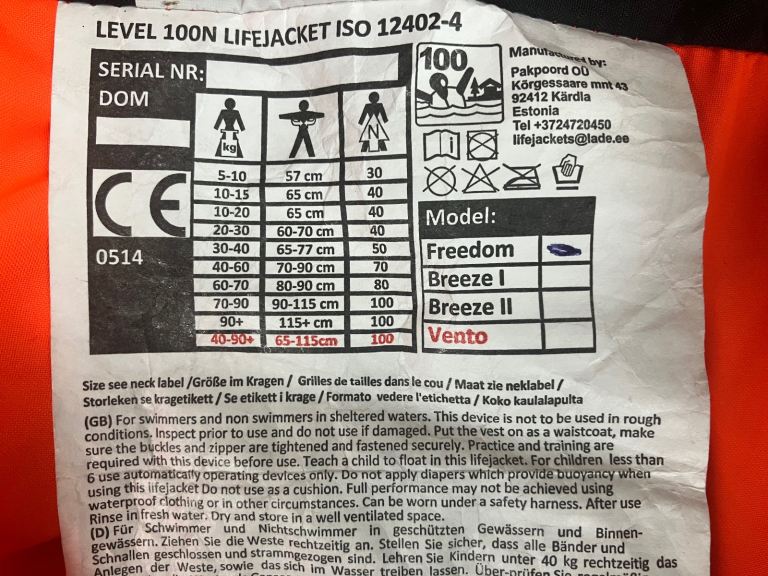 LEVEL 100N LIFEJACKET ISO 12402-4
SERIAL NR:
DOM
kg
N
5-10 57 cm 30
10-15 65 cm 40
10-20 65 cm 40
20-30 60-70 cm 40
30-40 65-77 cm 50
40-60 70-90 cm 70
60-70 80-90 cm 80
70-90 90-115 cm 100
90+ 115+ cm 100
40-90+ 65-115cm 100
CE
0514
100
Manufactured by:
Pakpoord OÜ
Kõrgessaare mnt 43
92412 Kärdla
Estonia
Tel +3724720450
lifejackets@lade.ee
i
Model:
Freedom
Breeze I
Breeze II
Vento
Size see neck label /Größe im Kragen / Grilles de tailles dans le cou / Maat zie neklabel /
Storleken se kragetikett / Se etikett i krage / Formato vedere l'etichetta / Koko kaulalapulta
(GB) For swimmers and non swimmers in sheltered waters. This device is not to be used in rough
conditions. Inspect prior to use and do not use if damaged. Put the vest on as a waistcoat, make
sure the buckles and zipper are tightened and fastened securely. Practice and training are
required with this device before use. Teach a child to float in this lifejacket. For children less than
6 use automatically operating devices only. Do not apply diapers which provide buoyancy when
using this lifejacket Do not use as a cushion. Full performance may not be achieved using
waterproof clothing or in other circumstances. Can be worn under a safety harness. After use
Rinse in fresh water. Dry and store in a well ventilated space.
(D) Für Schwimmer und Nichtschwimmer in geschützten Gewässern und Binnen-
gewässern. Ziehen Sie die Weste rechtzeitig an. Stellen Sie sicher, dass alle Bänder und
Schnallen geschlossen und strammgezogen sind. Lehren Sie Kindern unter 40 kg rechtzeitig das
Anlegen der Weste, sowie das sich im Wasser treiben lassen. Über-prüfen Sie